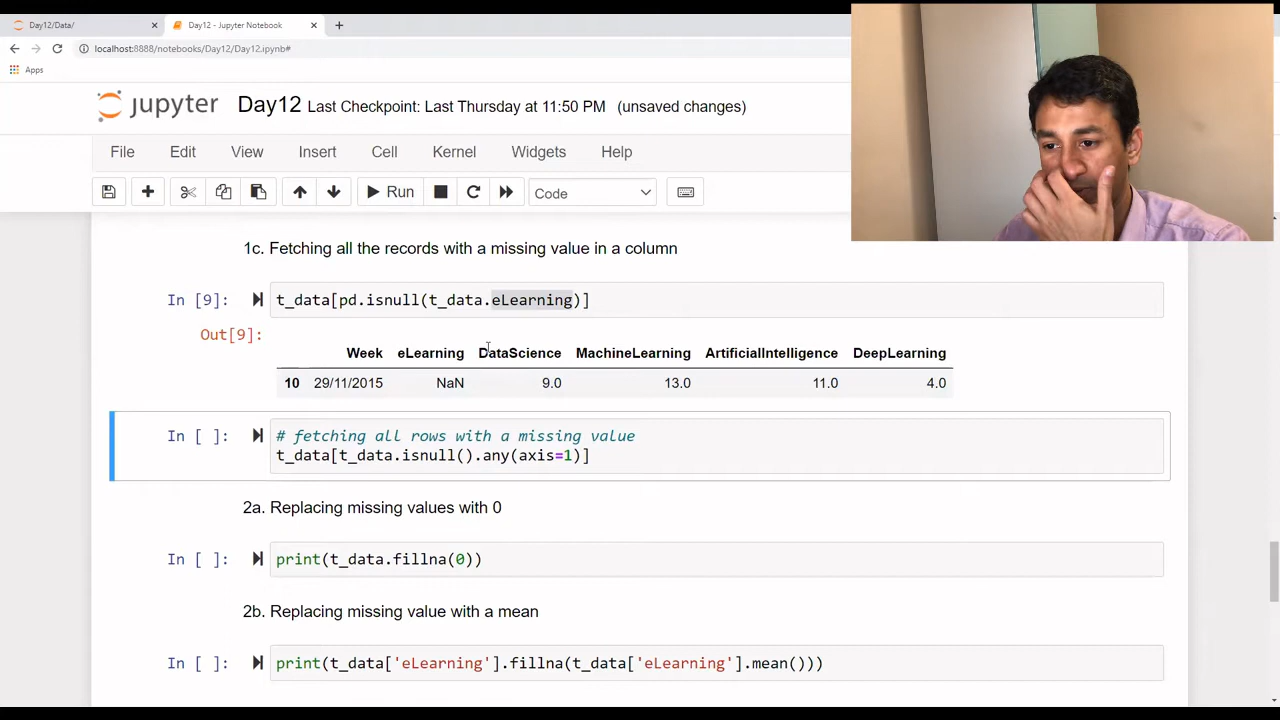 Day12/Data/
Day12 - Jupyter Notebook
localhost:8888/notebooks/Day12/Day12.ipynb#
Apps
jupyter Day12 Last Checkpoint: Last Thursday at 11:50 PM (unsaved changes)
File Edit View Insert Cell Kernel Widgets Help
Run Code
1c. Fetching all the records with a missing value in a column
In [9]: t_data[pd.isnull(t_data.eLearning)]
Out[9]:
Week eLearning DataScience MachineLearning ArtificialIntelligence DeepLearning
10 29/11/2015 NaN 9.0 13.0 11.0 4.0
In [ ]: # fetching all rows with a missing value
t_data[t_data.isnull().any(axis=1)]
2a. Replacing missing values with 0
In [ ]: print(t_data.fillna(0))
2b. Replacing missing value with a mean
In [ ]: print(t_data['eLearning'].fillna(t_data['eLearning'].mean()))